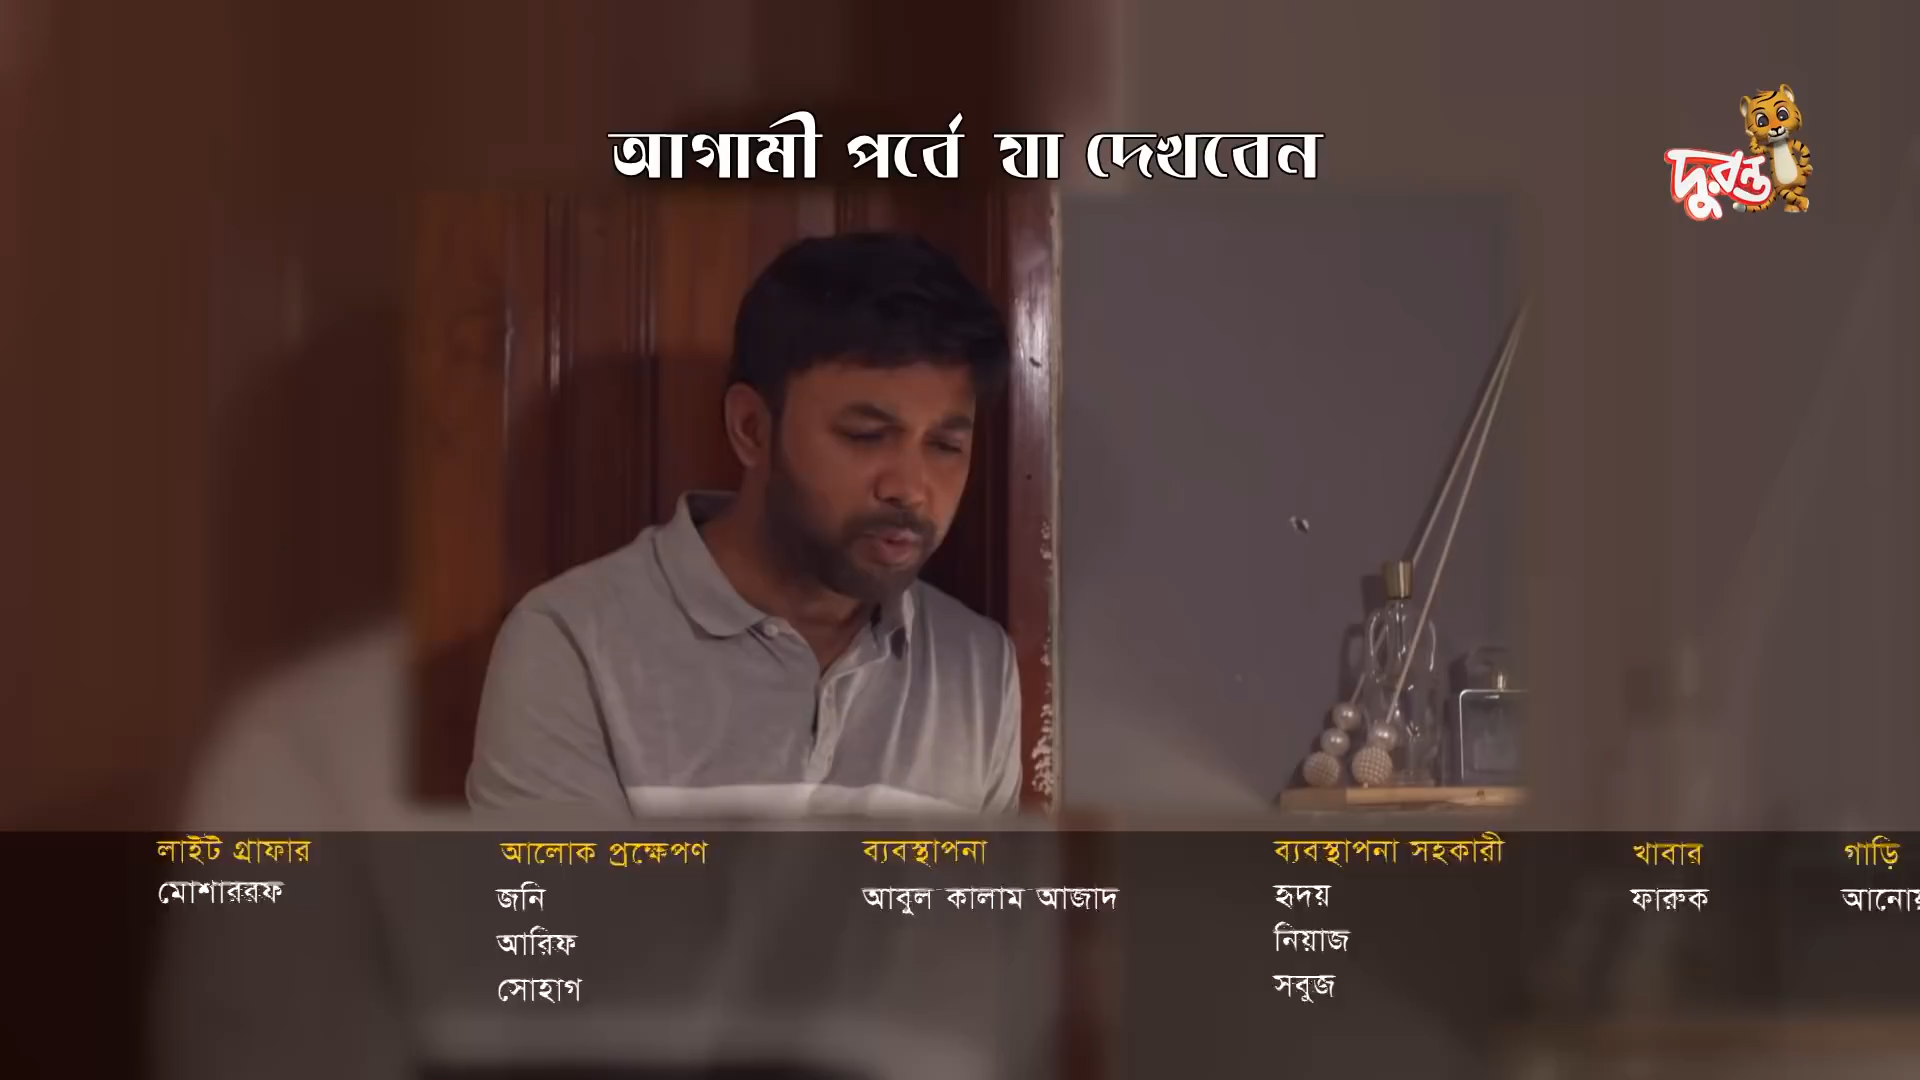 আগামী পর্বে যা দেখবেন
দুরন্ত
লাইট গ্রাফার
মোশাররফ
আলোক প্রক্ষেপণ
জনি
আরিফ
সোহাগ
ব্যবস্থাপনা
আবুল কালাম আজাদ
ব্যবস্থাপনা সহকারী
হৃদয়
নিয়াজ
সবুজ
খাবার
ফারুক
গাড়ি